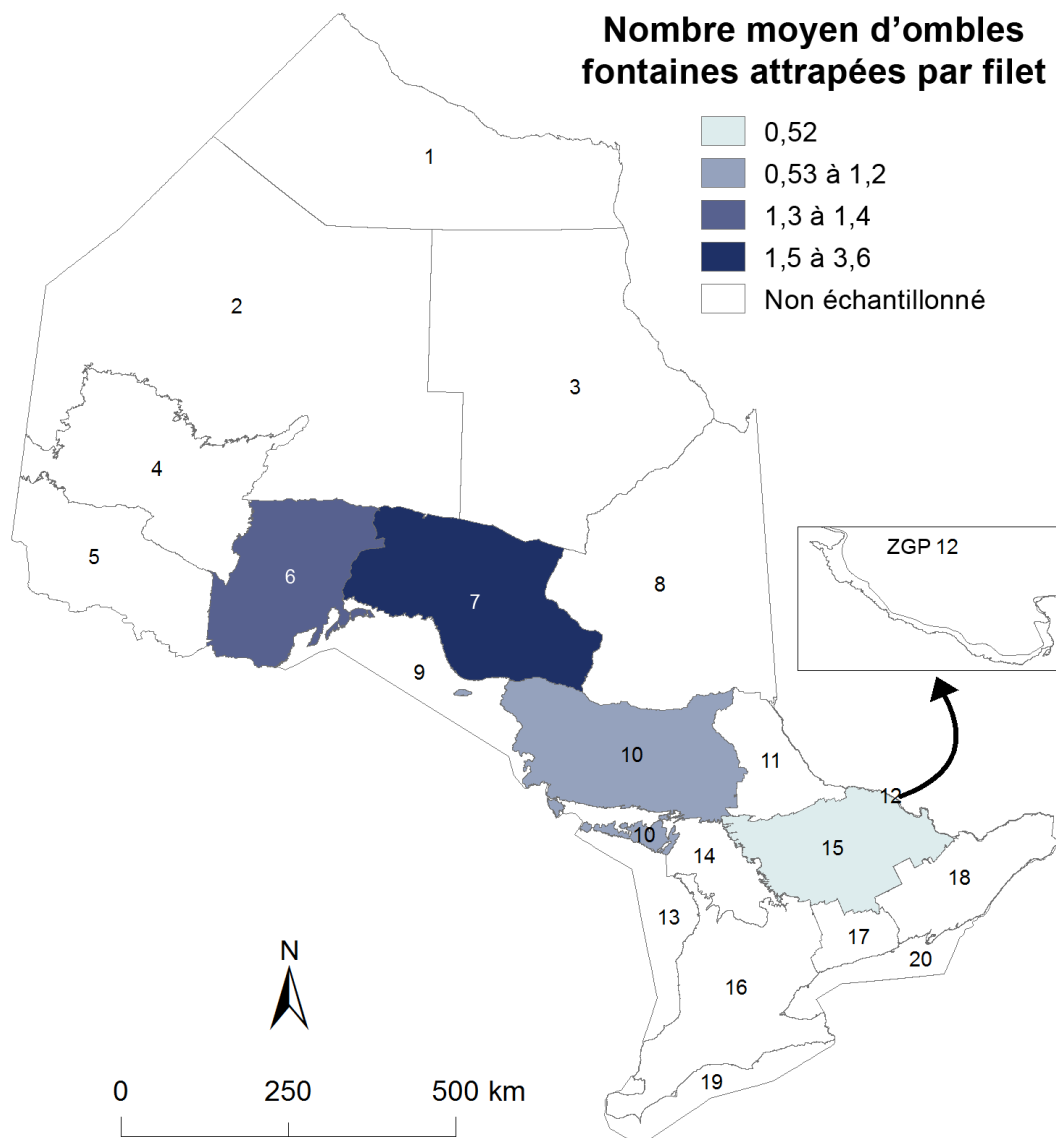 Nombre moyen d’ombles
fontaines attrapées par filet
0,52
0,53 à 1,2
1,3 à 1,4
1,5 à 3,6
Non échantillonné
1
2
3
4
5
6
7
8
ZGP 12
9
10
11
12
10
14
15
18
13
17
20
16
N
19
0 250 500 km